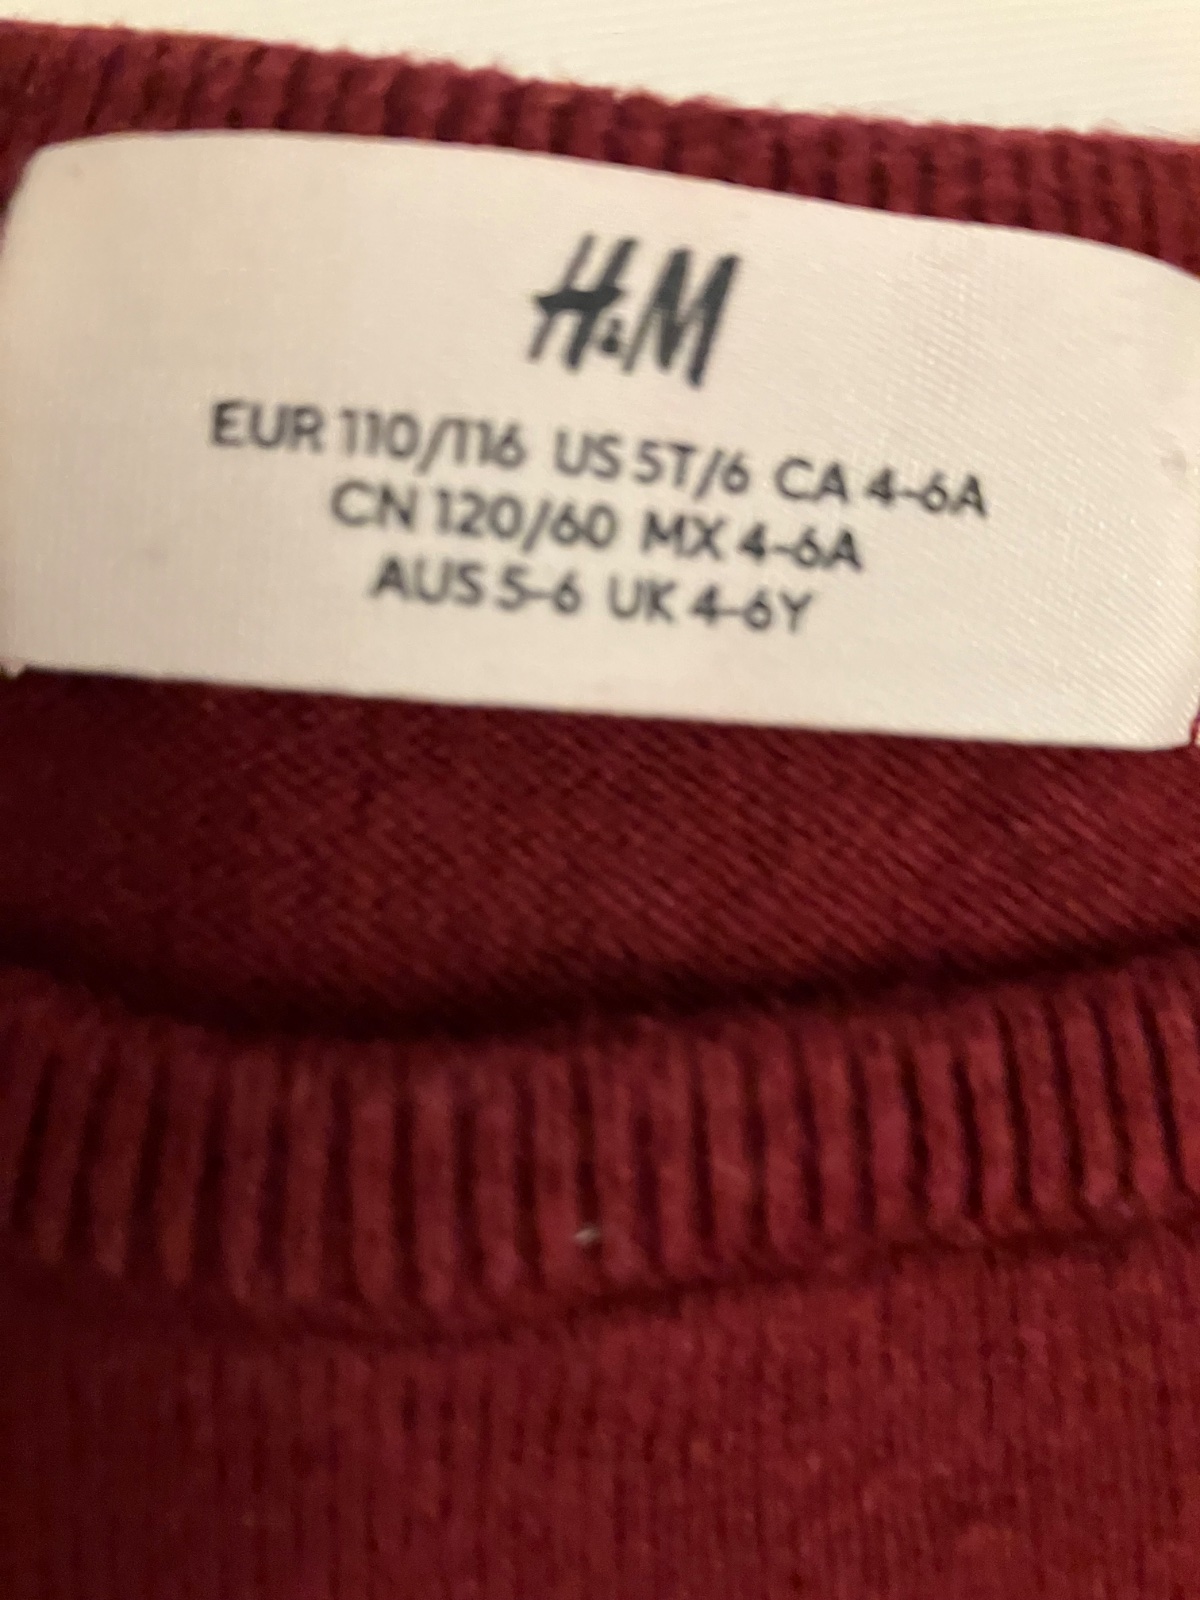 H&M
EUR 110/116 US 5T/6 CA 4-6A
CN 120/60 MX 4-6A
AUS 5-6 UK 4-6Y